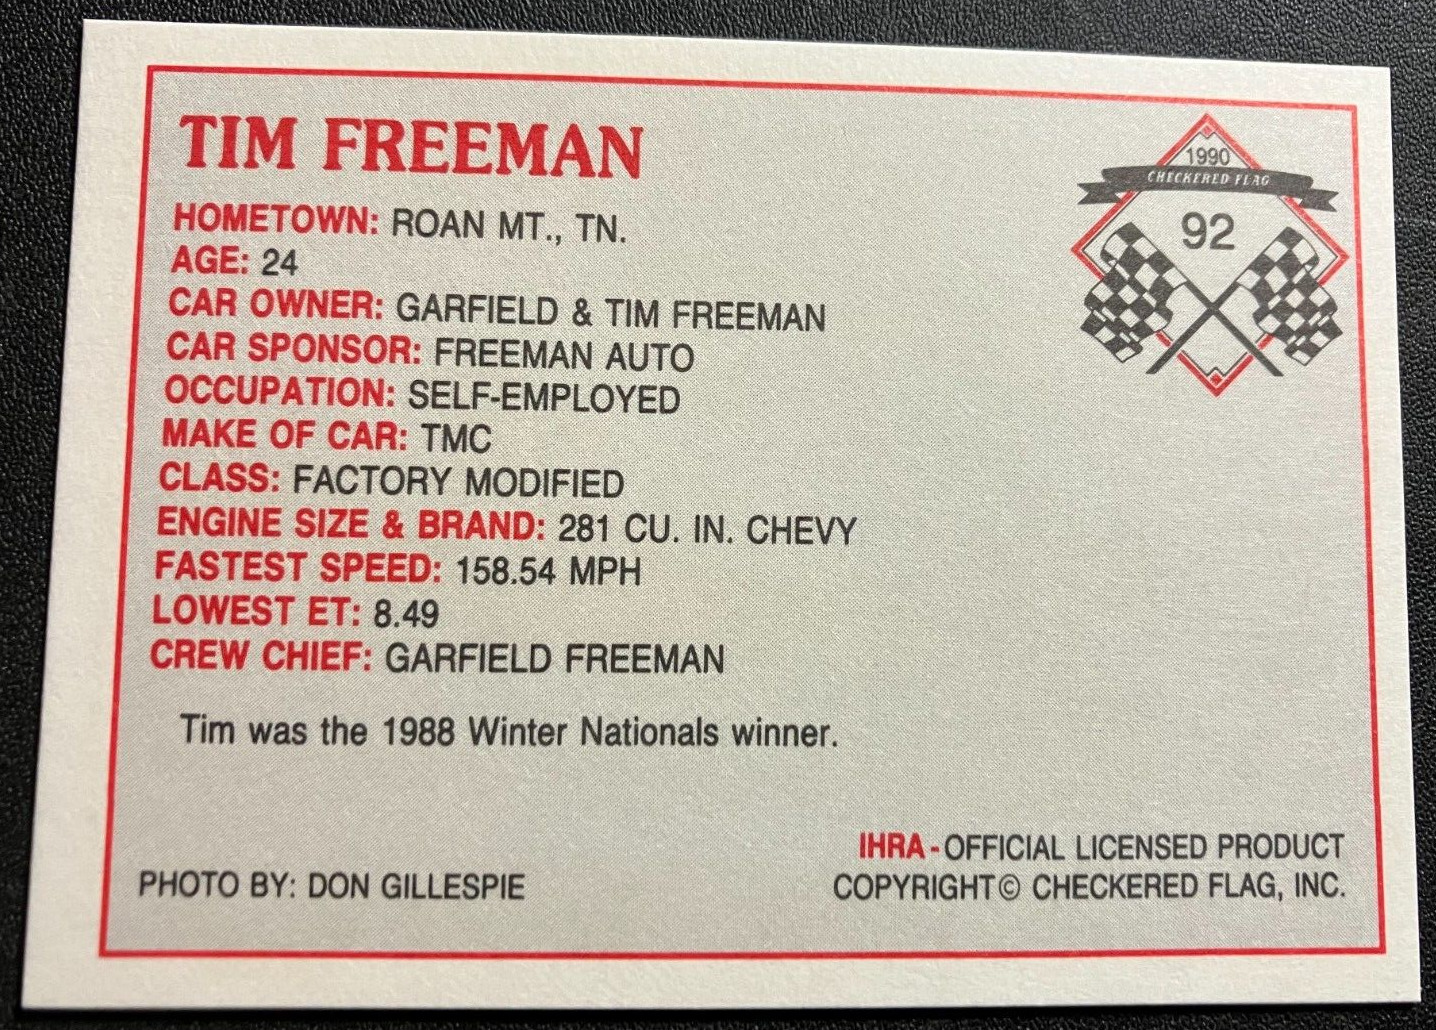 TIM FREEMAN
1990
CHECKERED FLAG
92
HOMETOWN: ROAN MT., TN.
AGE: 24
CAR OWNER: GARFIELD & TIM FREEMAN
CAR SPONSOR: FREEMAN AUTO
OCCUPATION: SELF-EMPLOYED
MAKE OF CAR: TMC
CLASS: FACTORY MODIFIED
ENGINE SIZE & BRAND: 281 CU. IN. CHEVY
FASTEST SPEED: 158.54 MPH
LOWEST ET: 8.49
CREW CHIEF: GARFIELD FREEMAN
Tim was the 1988 Winter Nationals winner.
IHRA-OFFICIAL LICENSED PRODUCT
PHOTO BY: DON GILLESPIE
COPYRIGHT© CHECKERED FLAG, INC.